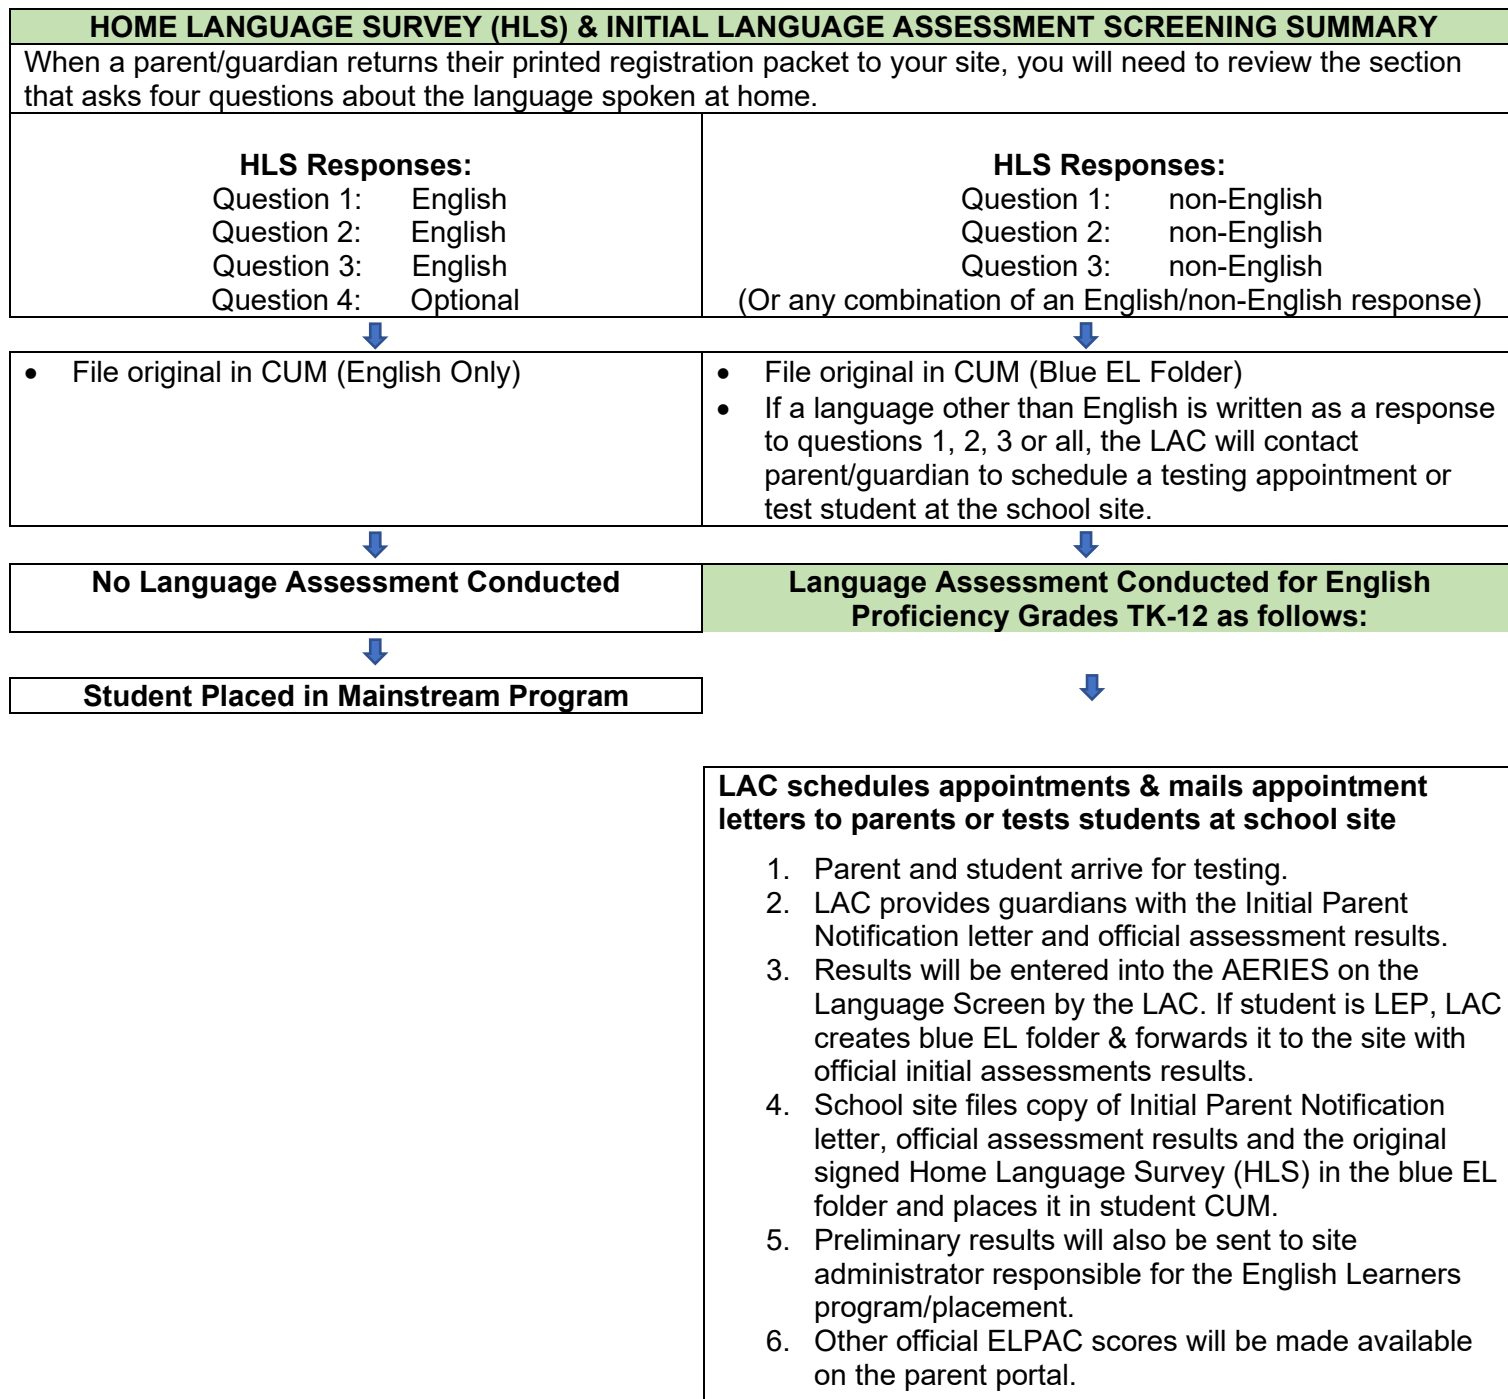 HOME LANGUAGE SURVEY (HLS) & INITIAL LANGUAGE ASSESSMENT SCREENING SUMMARY
When a parent/guardian returns their printed registration packet to your site, you will need to review the section
that asks four questions about the language spoken at home.
HLS Responses:
Question 1: English
Question 2: English
Question 3: English
Question 4: Optional
HLS Responses:
Question 1: non-English
Question 2: non-English
Question 3: non-English
(Or any combination of an English/non-English response)
• File original in CUM (English Only)
• File original in CUM (Blue EL Folder)
• If a language other than English is written as a response
to questions 1, 2, 3 or all, the LAC will contact
parent/guardian to schedule a testing appointment or
test student at the school site.
No Language Assessment Conducted
Language Assessment Conducted for English
Proficiency Grades TK-12 as follows:
Student Placed in Mainstream Program
LAC schedules appointments & mails appointment
letters to parents or tests students at school site
1. Parent and student arrive for testing.
2. LAC provides guardians with the Initial Parent
Notification letter and official assessment results.
3. Results will be entered into the AERIES on the
Language Screen by the LAC. If student is LEP, LAC
creates blue EL folder & forwards it to the site with
official initial assessments results.
4. School site files copy of Initial Parent Notification
letter, official assessment results and the original
signed Home Language Survey (HLS) in the blue EL
folder and places it in student CUM.
5. Preliminary results will also be sent to site
administrator responsible for the English Learners
program/placement.
6. Other official ELPAC scores will be made available
on the parent portal.